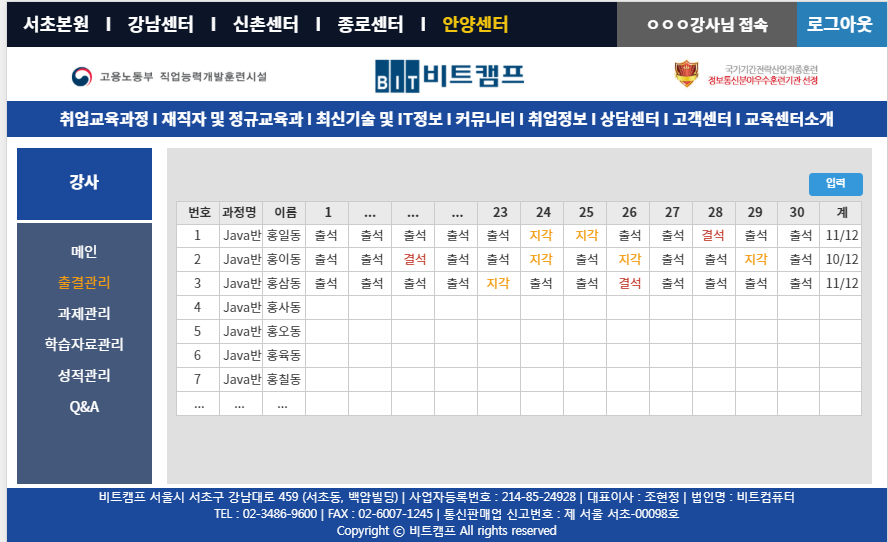 서초본원 I 강남센터 I 신촌센터 I 종로센터 I 안양센터 ㅇㅇㅇ강사님 접속 로그아웃
고용노동부 직업능력개발훈련시설 BIT비트캠프 국가기간전략산업직종훈련
정보통신분야우수훈련기관 선정
취업교육과정 I 재직자 및 정규교육과 I 최신기술 및 IT정보 I 커뮤니티 I 취업정보 I 상담센터 I 고객센터 I 교육센터소개
강사
메인
출결관리
과제관리
학습자료관리
성적관리
Q&A
입력
번호 과정명 이름 1 ... ... ... 23 24 25 26 27 28 29 30 계
1 Java반 홍일동 출석 출석 출석 출석 출석 지각 지각 출석 출석 결석 출석 출석 11/12
2 Java반 홍이동 출석 출석 결석 출석 출석 지각 출석 지각 출석 출석 지각 출석 10/12
3 Java반 홍삼동 출석 출석 출석 출석 지각 출석 출석 결석 출석 출석 출석 출석 11/12
4 Java반 홍사동
5 Java반 홍오동
6 Java반 홍육동
7 Java반 홍칠동
... ... ...
비트캠프 서울시 서초구 강남대로 459 (서초동, 백암빌딩) | 사업자등록번호 : 214-85-24928 | 대표이사 : 조현정 | 법인명 : 비트컴퓨터
TEL : 02-3486-9600 | FAX : 02-6007-1245 | 통신판매업 신고번호 : 제 서울 서초-00098호
Copyright ⓒ 비트캠프 All rights reserved